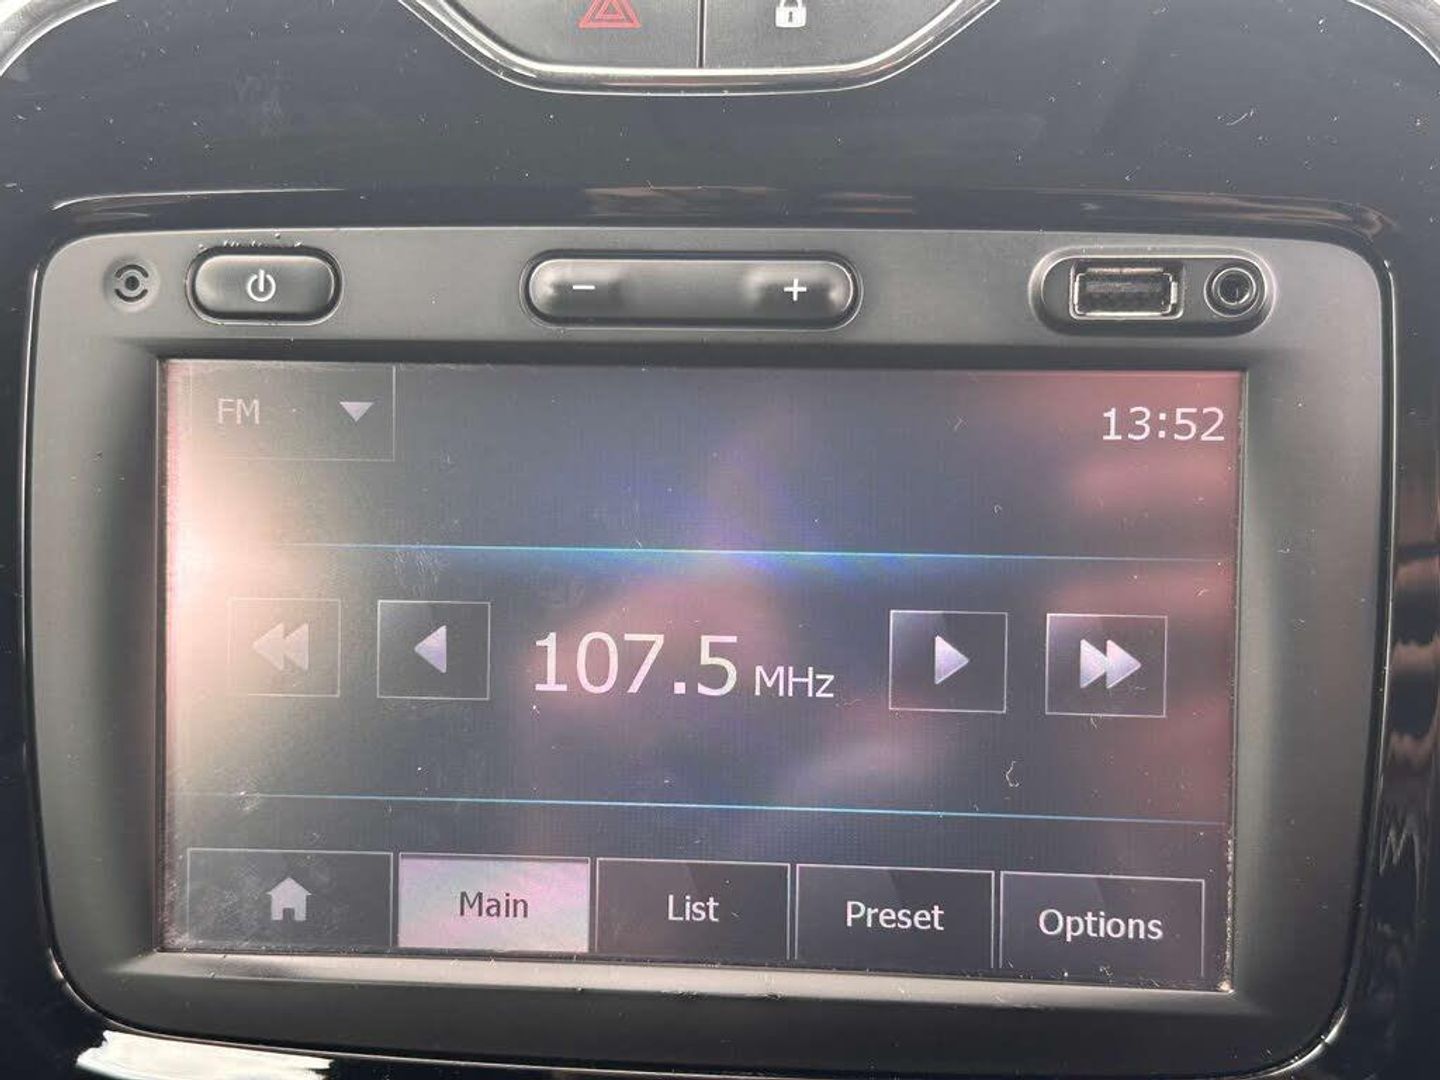 FM
13:52
107.5 MHz
Main List Preset Options